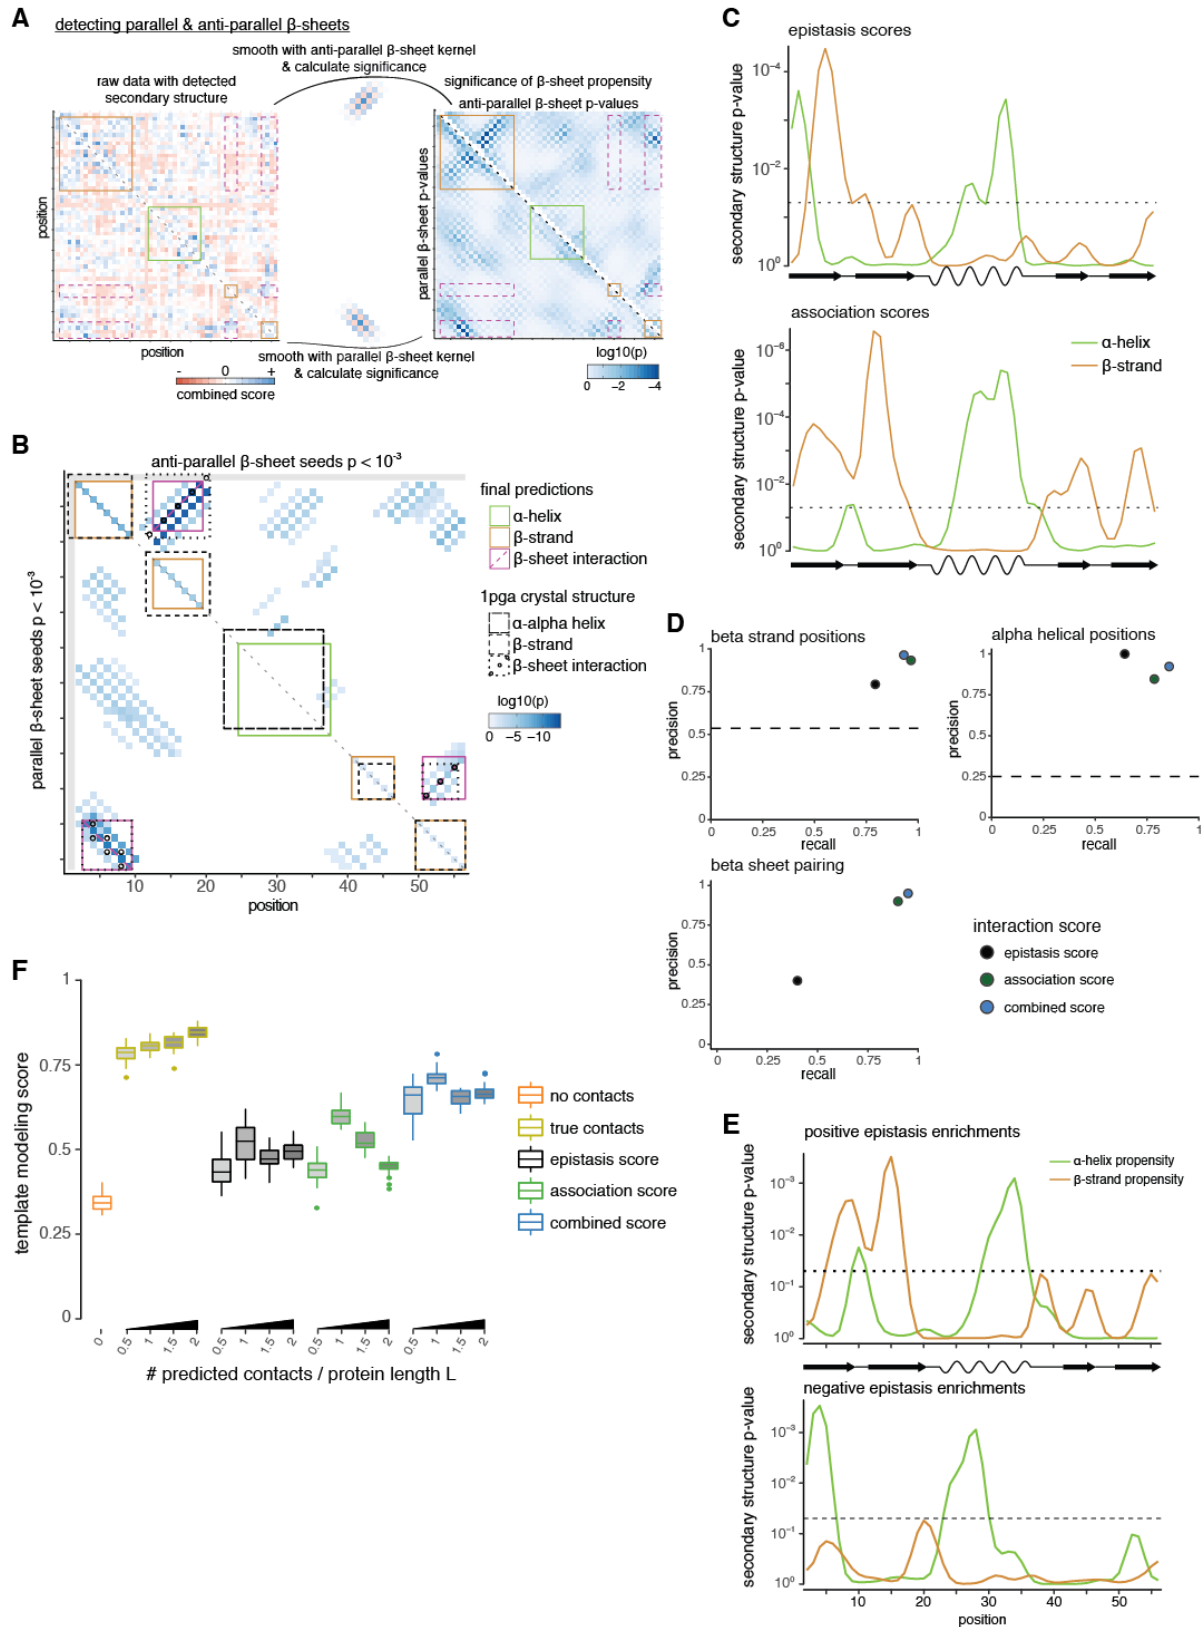 A
detecting parallel & anti-parallel β-sheets
smooth with anti-parallel β-sheet kernel
& calculate significance
raw data with detected
secondary structure
significance of β-sheet propensity
anti-parallel β-sheet p-values
position
parallel β-sheet p-values
position
smooth with parallel β-sheet kernel
& calculate significance
- 0 +
combined score
log10(p)
0 −2 −4
B
anti-parallel β-sheet seeds p < 10-3
parallel β-sheet seeds p < 10-3
10 20 30 40 50
position
final predictions
α-helix
β-strand
β-sheet interaction
1pga crystal structure
α-alpha helix
β-strand
β-sheet interaction
log10(p)
0 −5 −10
C
epistasis scores
secondary structure p-value
10-4
10-2
100
association scores
secondary structure p-value
10-6
10-4
10-2
100
α-helix
β-strand
D
beta strand positions
precision
1
0.75
0.5
0.25
0
0 0.25 0.5 0.75 1
recall
alpha helical positions
precision
1
0.75
0.5
0.25
0
0 0.25 0.5 0.75 1
recall
beta sheet pairing
precision
1
0.75
0.5
0.25
0
0 0.25 0.5 0.75 1
recall
interaction score
epistasis score
association score
combined score
E
positive epistasis enrichments
secondary structure p-value
10-3
10-2
10-1
100
α-helix propensity
β-strand propensity
negative epistasis enrichments
secondary structure p-value
10-3
10-2
10-1
100
10 20 30 40 50
position
F
template modeling score
1
0.75
0.5
0.25
0
0 0.5 1 1.5 2 0.5 1 1.5 2 0.5 1 1.5 2 0.5 1 1.5 2
# predicted contacts / protein length L
no contacts
true contacts
epistasis score
association score
combined score